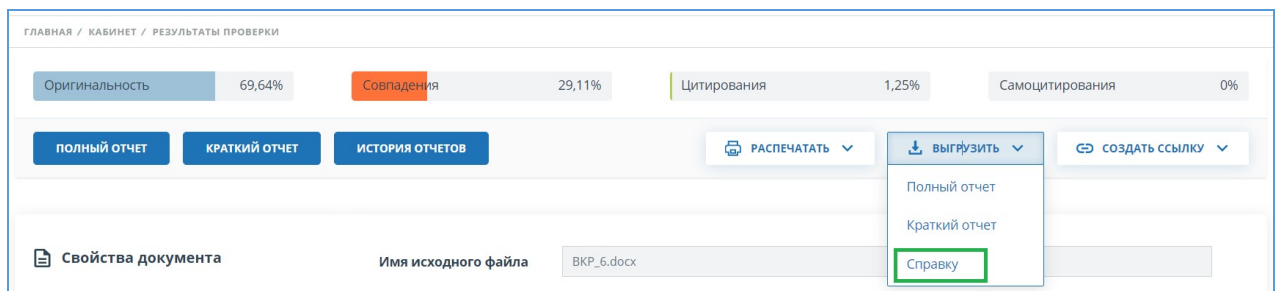 ГЛАВНАЯ / КАБИНЕТ / РЕЗУЛЬТАТЫ ПРОВЕРКИ
Оригинальность 69,64% Совпадения 29,11% Цитирования 1,25% Самоцитирования 0%
ПОЛНЫЙ ОТЧЕТ КРАТКИЙ ОТЧЕТ ИСТОРИЯ ОТЧЕТОВ РАСПЕЧАТАТЬ ВЫГРУЗИТЬ СОЗДАТЬ ССЫЛКУ
Полный отчет
Краткий отчет
Свойства документа Имя исходного файла ВКР_6.docx Справку